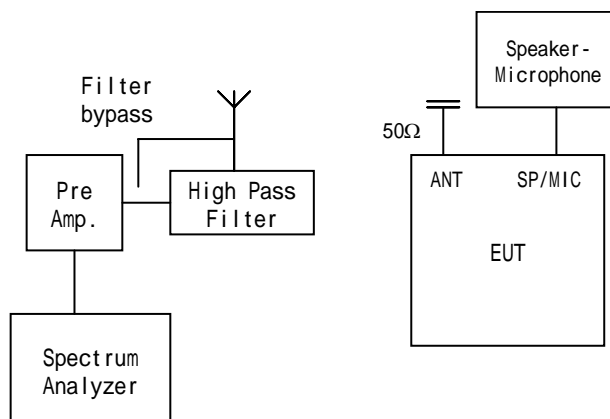 Filter
bypass
Pre
Amp.
High Pass
Filter
Spectrum
Analyzer
Speaker-
Microphone
50Ω
ANT
SP/MIC
EUT